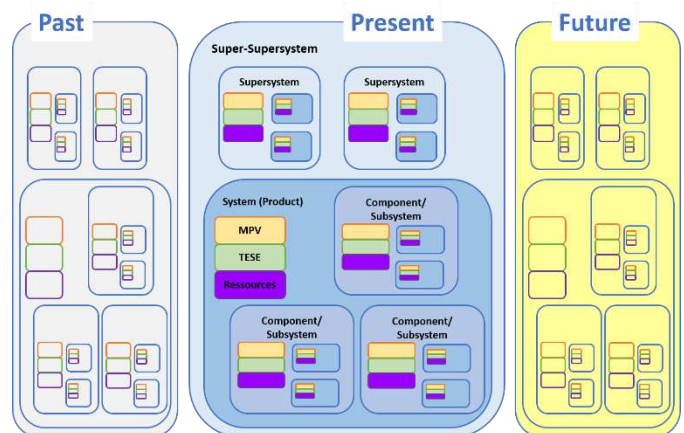 Past
Present
Future
Super-Supersystem
Supersystem
Supersystem
System (Product)
MPV
TESE
Ressources
Component/
Subsystem
Component/
Subsystem
Component/
Subsystem